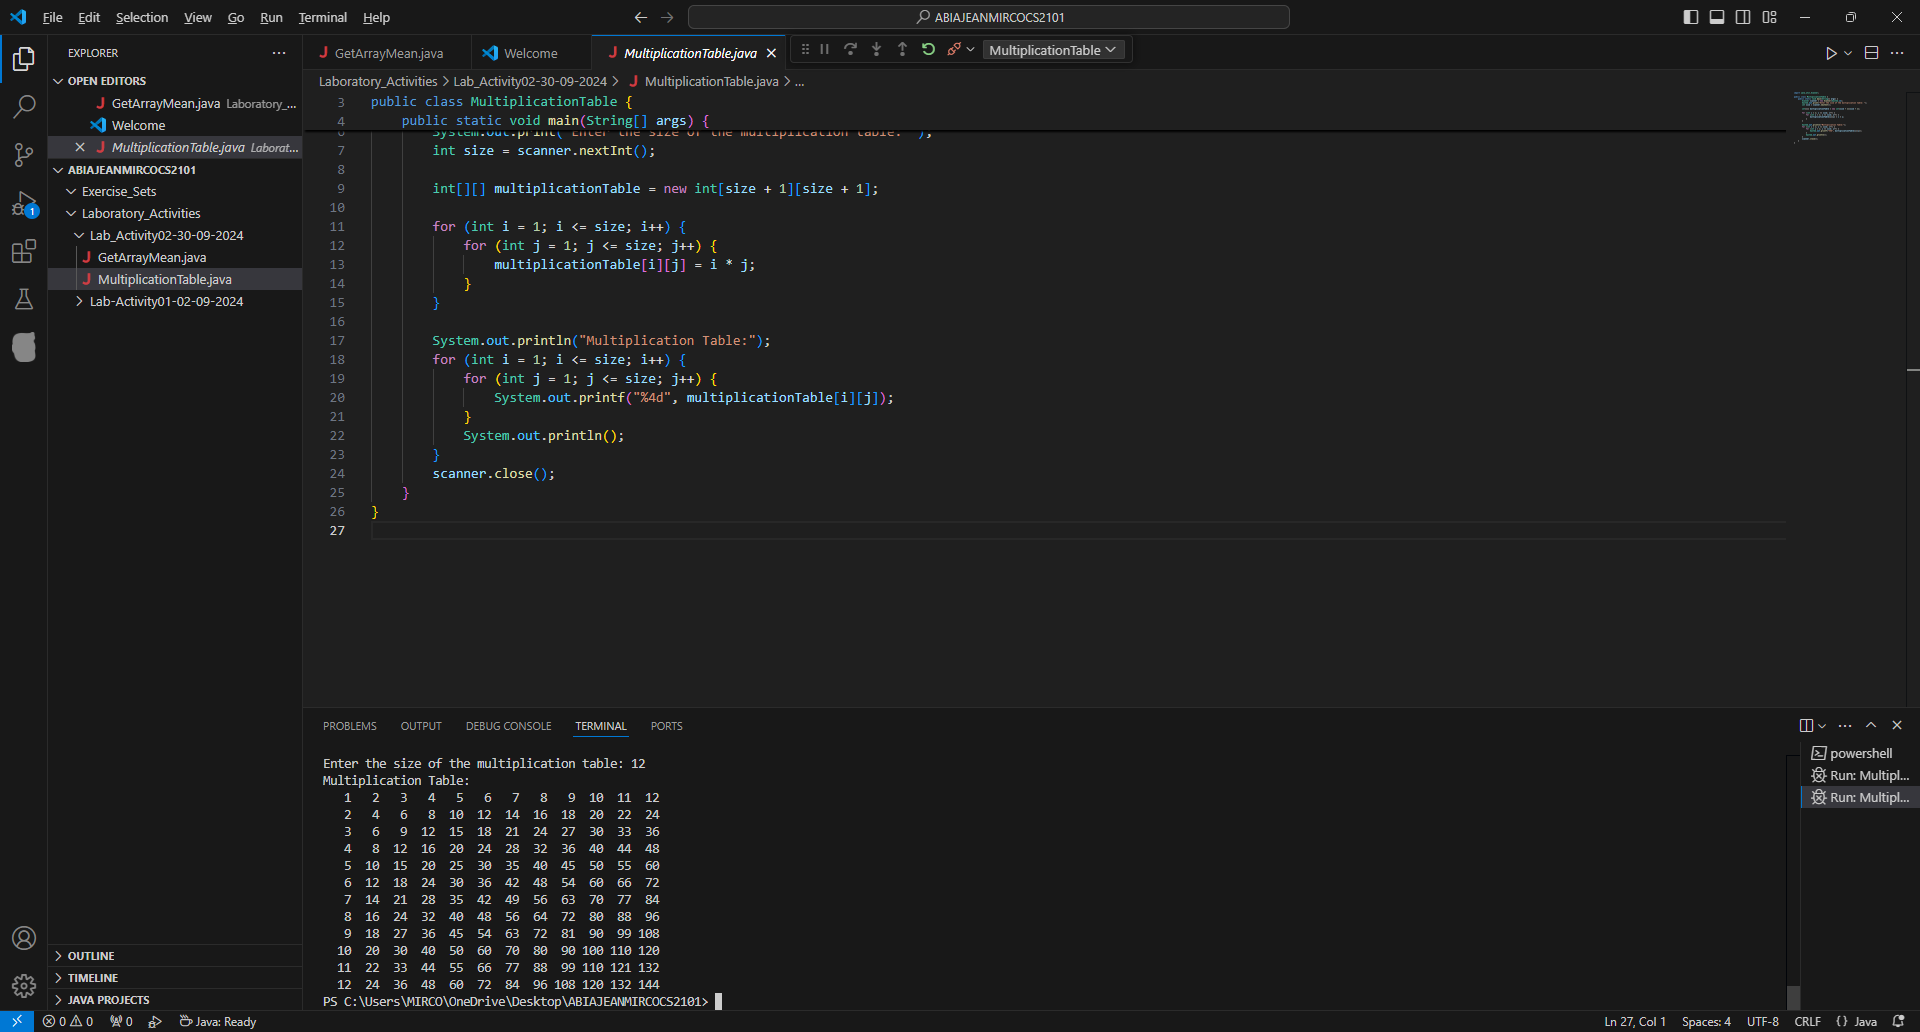 File Edit Selection View Go Run Terminal Help
ABIAJEANMIRCOCS2101
EXPLORER
OPEN EDITORS
GetArrayMean.java Laboratory_...
Welcome
MultiplicationTable.java Laborat...
ABIAJEANMIRCOCS2101
Exercise_Sets
Laboratory_Activities
Lab_Activity02-30-09-2024
GetArrayMean.java
MultiplicationTable.java
Lab-Activity01-02-09-2024
1
OUTLINE
TIMELINE
JAVA PROJECTS
GetArrayMean.java Welcome MultiplicationTable.java MultiplicationTable
Laboratory_Activities > Lab_Activity02-30-09-2024 > MultiplicationTable.java > ...
3 public class MultiplicationTable {
4 public static void main(String[] args) {
6 System.out.print("Enter the size of the multiplication table: ");
7 int size = scanner.nextInt();
8
9 int[][] multiplicationTable = new int[size + 1][size + 1];
10
11 for (int i = 1; i <= size; i++) {
12 for (int j = 1; j <= size; j++) {
13 multiplicationTable[i][j] = i * j;
14 }
15 }
16
17 System.out.println("Multiplication Table:");
18 for (int i = 1; i <= size; i++) {
19 for (int j = 1; j <= size; j++) {
20 System.out.printf("%4d", multiplicationTable[i][j]);
21 }
22 System.out.println();
23 }
24 scanner.close();
25 }
26 }
27
PROBLEMS OUTPUT DEBUG CONSOLE TERMINAL PORTS
Enter the size of the multiplication table: 12
Multiplication Table:
1 2 3 4 5 6 7 8 9 10 11 12
2 4 6 8 10 12 14 16 18 20 22 24
3 6 9 12 15 18 21 24 27 30 33 36
4 8 12 16 20 24 28 32 36 40 44 48
5 10 15 20 25 30 35 40 45 50 55 60
6 12 18 24 30 36 42 48 54 60 66 72
7 14 21 28 35 42 49 56 63 70 77 84
8 16 24 32 40 48 56 64 72 80 88 96
9 18 27 36 45 54 63 72 81 90 99 108
10 20 30 40 50 60 70 80 90 100 110 120
11 22 33 44 55 66 77 88 99 110 121 132
12 24 36 48 60 72 84 96 108 120 132 144
PS C:\Users\MIRCO\OneDrive\Desktop\ABIAJEANMIRCOCS2101>
powershell
Run: Multipl...
Run: Multipl...
0 0 0 Java: Ready
Ln 27, Col 1 Spaces: 4 UTF-8 CRLF {} Java